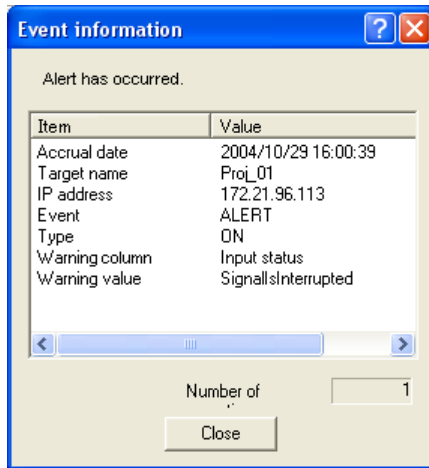 Event information
Alert has occurred.
Item Value
Accrual date 2004/10/29 16:00:39
Target name Proj_01
IP address 172.21.96.113
Event ALERT
Type ON
Warning column Input status
Warning value SignalIsInterrupted
Number of 1
Close